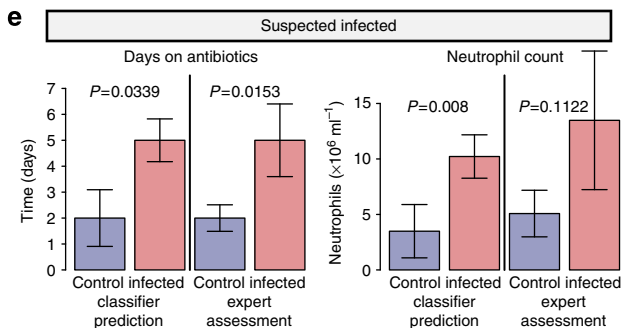 e
Suspected infected
Days on antibiotics
Neutrophil count
7
6
5
4
3
2
1
0
Time (days)
P=0.0339
P=0.0153
Control infected Control infected
classifier expert
prediction assessment
15
10
5
0
Neutrophils (×10⁶ ml⁻¹)
P=0.008
P=0.1122
Control infected Control infected
classifier expert
prediction assessment